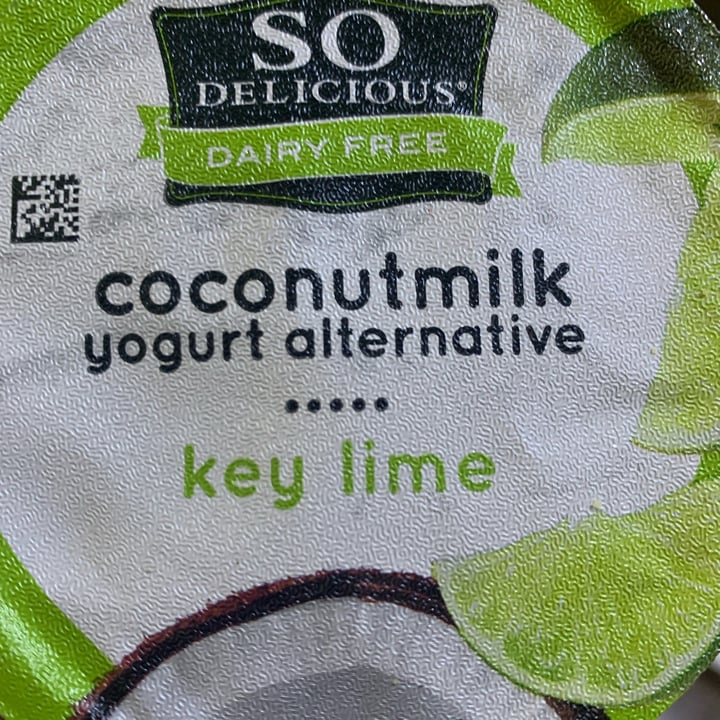 SO
DELICIOUS®
DAIRY FREE
coconutmilk
yogurt alternative
key lime